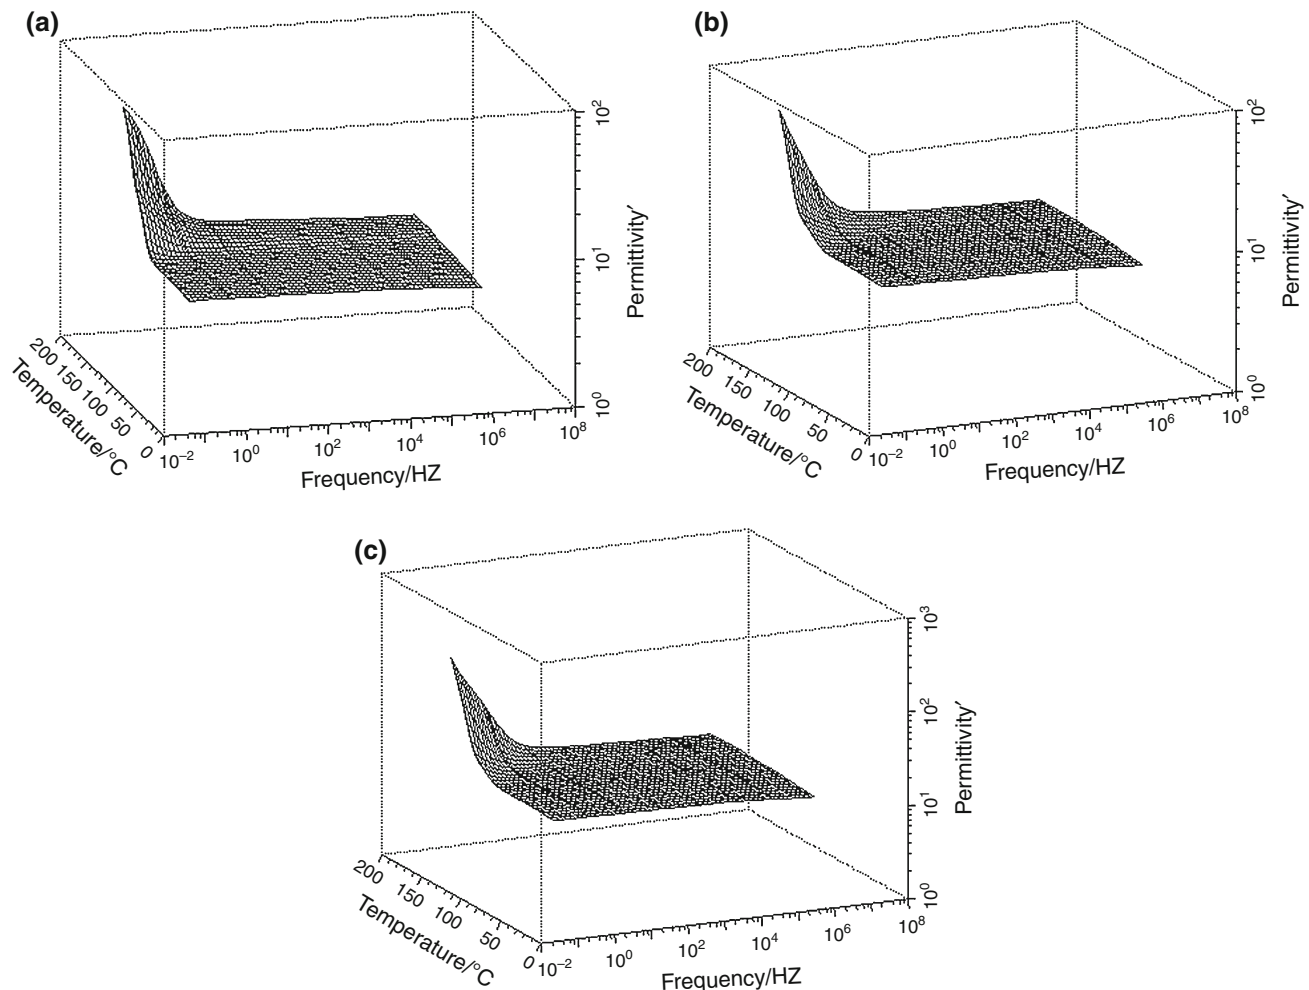 (a)
10²
10¹
10⁰
Permittivity′
200 150 100 50 0
Temperature/°C
10⁻² 10⁰ 10² 10⁴ 10⁶ 10⁸
Frequency/HZ
(b)
10²
10¹
10⁰
Permittivity′
200 150 100 50 0
Temperature/°C
10⁻² 10⁰ 10² 10⁴ 10⁶ 10⁸
Frequency/HZ
(c)
10³
10²
10¹
10⁰
Permittivity′
200 150 100 50 0
Temperature/°C
10⁻² 10⁰ 10² 10⁴ 10⁶ 10⁸
Frequency/HZ